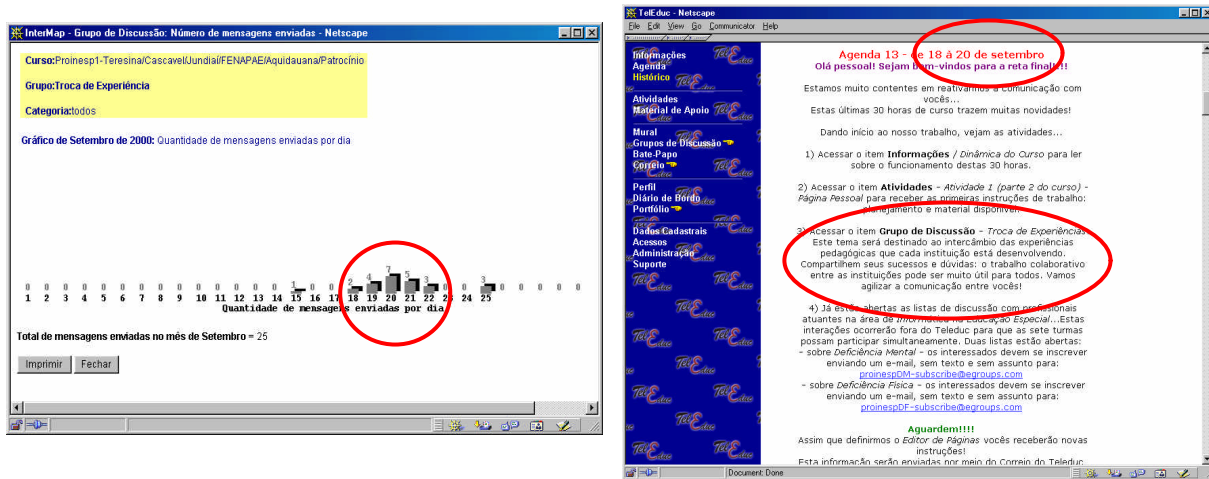 InterMap - Grupo de Discussão: Número de mensagens enviadas - Netscape
Curso:Proinesp1-Teresina/Cascavel/Jundiaí/FENAPAE/Aquidauana/Patrocínio
Grupo:Troca de Experiência
Categoria:todos
Gráfico de Setembro de 2000: Quantidade de mensagens enviadas por dia
0 0 0 0 0 0 0 0 0 0 0 0 0 0 1 0 0 2 4 7 5 3 0 0 3 0 0 0 0 0
1 2 3 4 5 6 7 8 9 10 11 12 13 14 15 16 17 18 19 20 21 22 23 24 25
Quantidade de mensagens enviadas por dia
Total de mensagens enviadas no mês de Setembro = 25
Imprimir Fechar
TelEduc - Netscape
File Edit View Go Communicator Help
Informações
Agenda
Histórico
Atividades
Material de Apoio
Mural
Grupos de Discussão
Bate-Papo
Correio
Perfil
Diário de Bordo
Portfólio
Dados Cadastrais
Acessos
Administração
Suporte
Agenda 13 - de 18 à 20 de setembro
Olá pessoal! Sejam bem-vindos para a reta final!!!!
Estamos muito contentes em reativarmos a comunicação com
vocês...
Estas últimas 30 horas de curso trazem muitas novidades!
Dando início ao nosso trabalho, vejam as atividades...
1) Acessar o item Informações / Dinâmica do Curso para ler
sobre o funcionamento destas 30 horas.
2) Acessar o item Atividades - Atividade 1 (parte 2 do curso) -
Página Pessoal para receber as primeiras instruções de trabalho:
planejamento e material disponível.
3) Acessar o item Grupo de Discussão - Troca de Experiências
Este tema será destinado ao intercâmbio das experiências
pedagógicas que cada instituição está desenvolvendo.
Compartilhem seus sucessos e dúvidas: o trabalho colaborativo
entre as instituições pode ser muito útil para todos. Vamos
agilizar a comunicação entre vocês!
4) Já estão abertas as listas de discussão com profissionais
atuantes na área de Informática na Educação Especial...Estas
interações ocorrerão fora do Teleduc para que as sete turmas
possam participar simultaneamente. Duas listas estão abertas:
- sobre Deficiência Mental - os interessados devem se inscrever
enviando um e-mail, sem texto e sem assunto para:
proinespDM-subscribe@egroups.com
- sobre Deficiência Física - os interessados devem se inscrever
enviando um e-mail, sem texto e sem assunto para:
proinespDF-subscribe@egroups.com
Aguardem!!!!
Assim que definirmos o Editor de Páginas vocês receberão novas
instruções!
Esta informação serão enviadas por meio do Correio do Teleduc
Document: Done